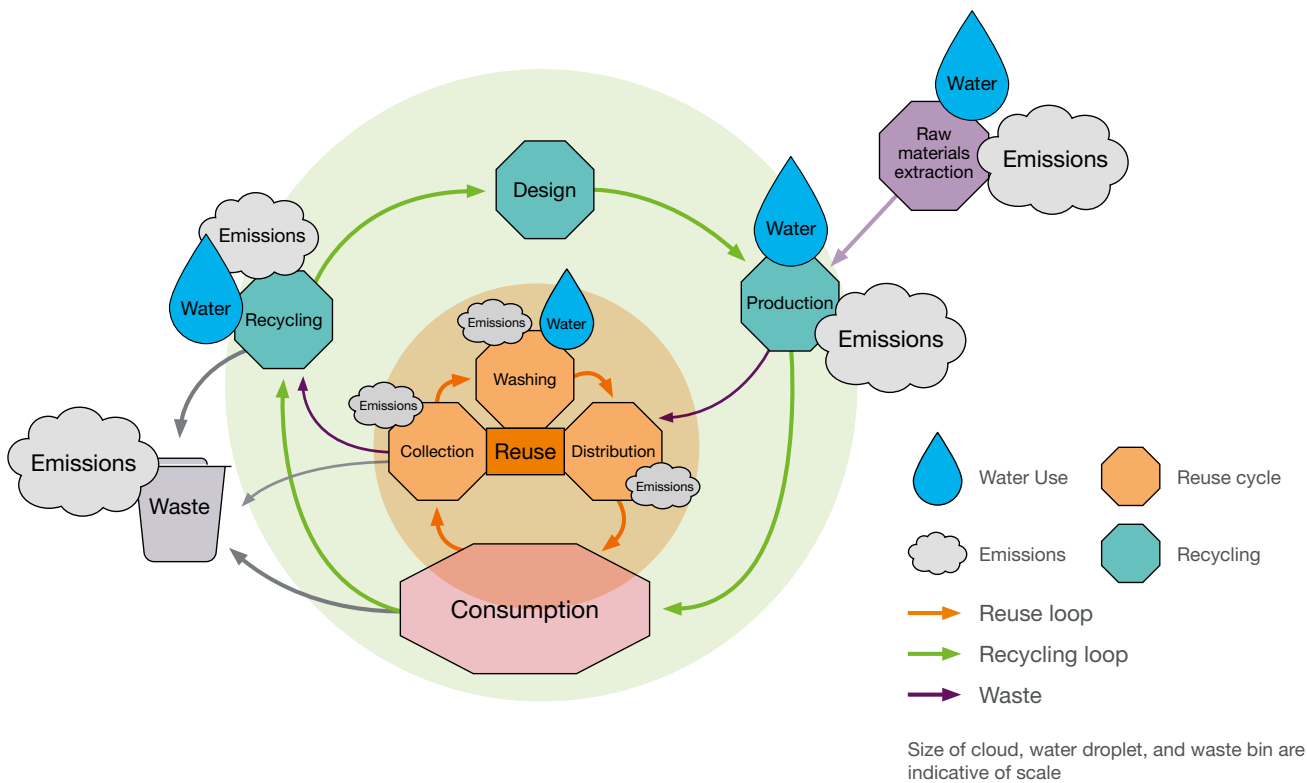 Water
Raw
materials
extraction
Emissions
Design
Water
Emissions
Water
Recycling
Production
Emissions
Emissions
Water
Washing
Emissions
Collection
Reuse
Distribution
Emissions
Emissions
Waste
Consumption
Water Use
Reuse cycle
Emissions
Recycling
Reuse loop
Recycling loop
Waste
Size of cloud, water droplet, and waste bin are
indicative of scale